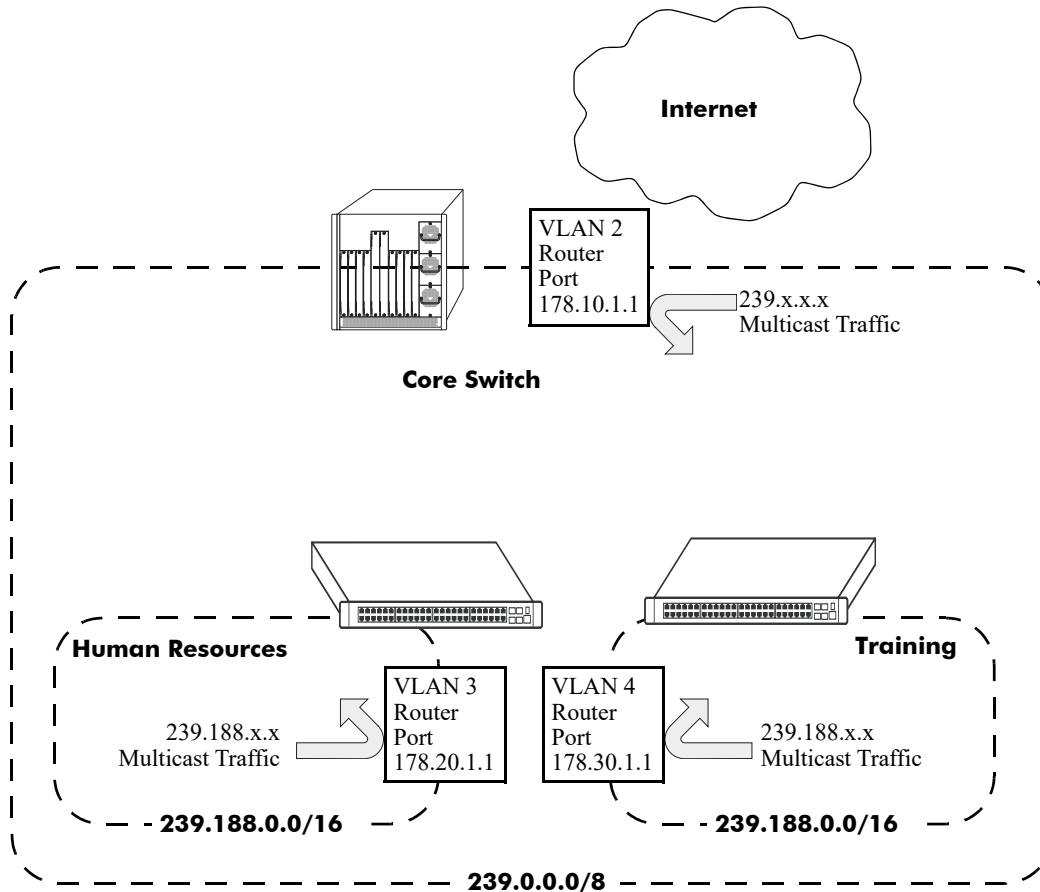 Internet
VLAN 2
Router
Port
178.10.1.1
239.x.x.x
Multicast Traffic
Core Switch
Human Resources
Training
VLAN 3
Router
Port
178.20.1.1
VLAN 4
Router
Port
178.30.1.1
239.188.x.x
Multicast Traffic
239.188.x.x
Multicast Traffic
239.188.0.0/16
239.188.0.0/16
239.0.0.0/8